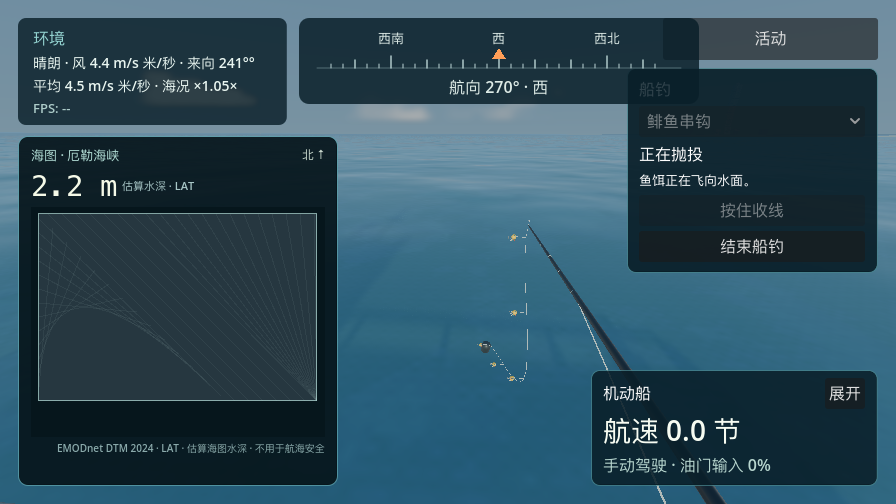 环境
晴朗 · 风 4.4 m/s 米/秒 · 来向 241°°
平均 4.5 m/s 米/秒 · 海况 ×1.05×
FPS: --
西南 西 西北
航向 270° · 西
活动
船钓
鲱鱼串钩
正在抛投
鱼饵正在飞向水面。
按住收线
结束船钓
海图 · 厄勒海峡 北 ↑
2.2 m 估算水深 · LAT
EMODnet DTM 2024 · LAT · 估算海图水深 · 不用于航海安全
机动船 展开
航速 0.0 节
手动驾驶 · 油门输入 0%